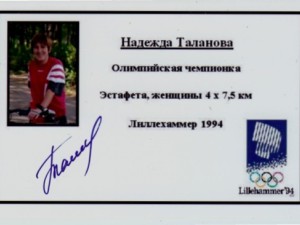 Надежда Таланова
Олимпийская чемпионка
Эстафета, женщины 4 х 7,5 км
Лиллехаммер 1994
Lillehammer'94